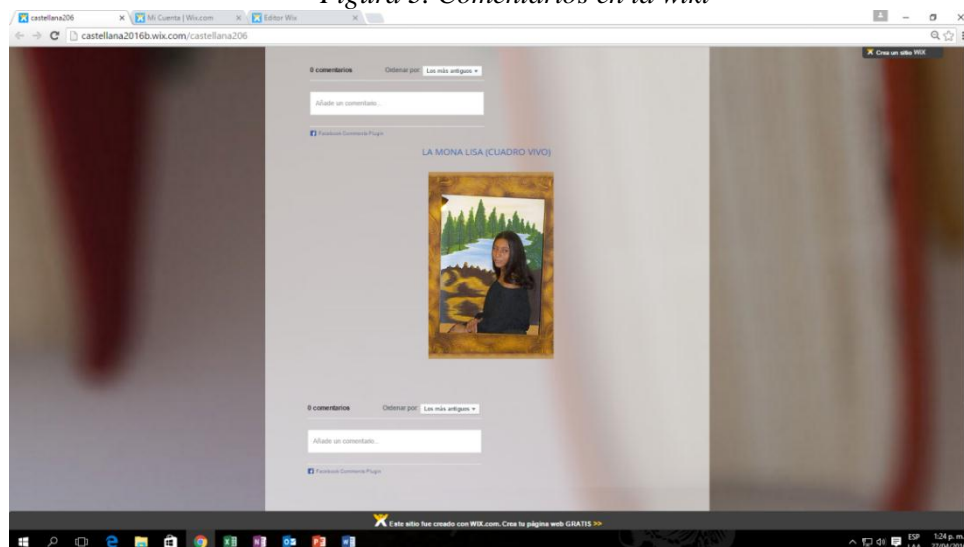 Figura 3. Comentarios en la wiki
castellana206
Mi Cuenta | Wix.com
Editor Wix
castellana2016b.wix.com/castellana206
Crea un sitio WIX
0 comentarios
Ordenar por: Los más antiguos
Añade un comentario...
Facebook Comments Plugin
LA MONA LISA (CUADRO VIVO)
0 comentarios
Ordenar por: Los más antiguos
Añade un comentario...
Facebook Comments Plugin
Este sitio fue creado con WIX.com. Crea tu página web GRATIS >>
ESP
1:24 p. m.